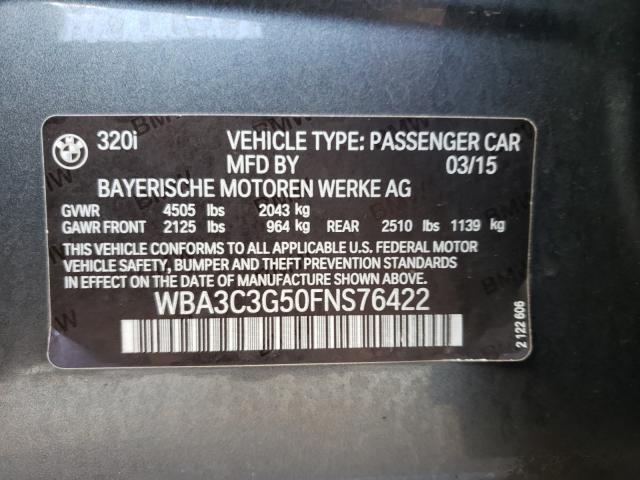 320i VEHICLE TYPE: PASSENGER CAR
MFD BY 03/15
BAYERISCHE MOTOREN WERKE AG
GVWR 4505 lbs 2043 kg
GAWR FRONT 2125 lbs 964 kg REAR 2510 lbs 1139 kg
THIS VEHICLE CONFORMS TO ALL APPLICABLE U.S. FEDERAL MOTOR
VEHICLE SAFETY, BUMPER, AND THEFT PREVENTION STANDARDS
IN EFFECT ON THE DATE OF MANUFACTURE SHOWN ABOVE.
WBA3C3G50FNS76422
2 122 606